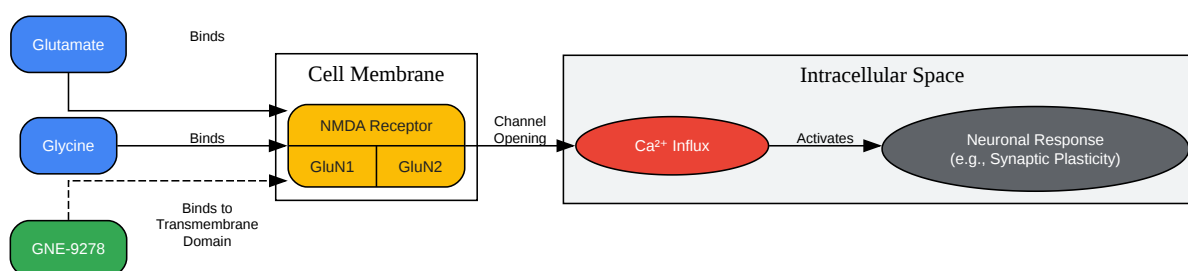 Glutamate
Binds
Cell Membrane
Intracellular Space
NMDA Receptor
GluN1
GluN2
Glycine
Binds
Channel
Opening
Ca²⁺ Influx
Activates
Neuronal Response
(e.g., Synaptic Plasticity)
Binds to
Transmembrane
Domain
GNE-9278